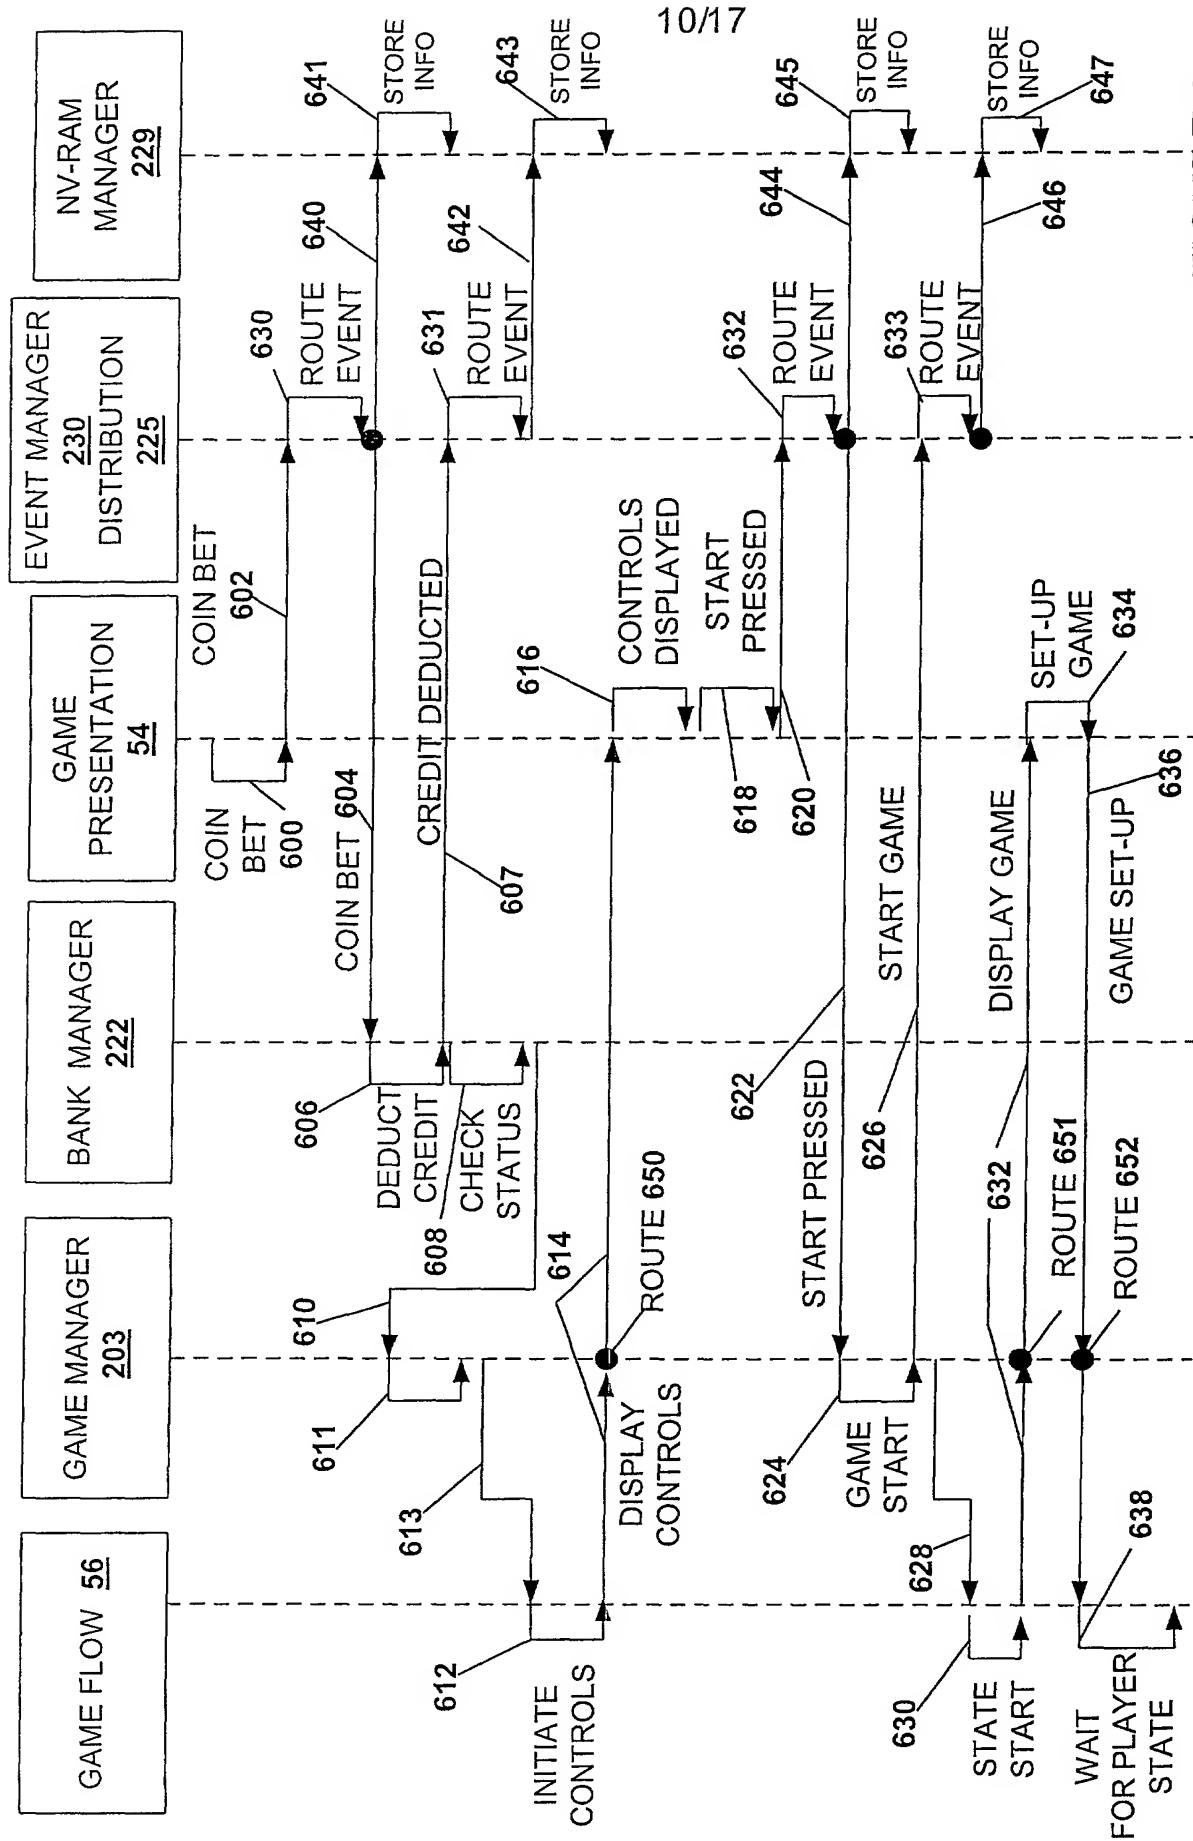 10/17
GAME FLOW 56
GAME MANAGER
203
BANK MANAGER
222
GAME
PRESENTATION
54
EVENT MANAGER
230
DISTRIBUTION
225
NV-RAM
MANAGER
229
COIN
BET
600
COIN BET
602
630
ROUTE
EVENT
640
641
STORE
INFO
COIN BET 604
606
DEDUCT
CREDIT
CREDIT DEDUCTED
607
631
ROUTE
EVENT
642
643
STORE
INFO
608
CHECK
STATUS
610
611
613
612
INITIATE
CONTROLS
614
DISPLAY
CONTROLS
ROUTE 650
616
CONTROLS
DISPLAYED
618
START
PRESSED
620
632
ROUTE
EVENT
644
645
STORE
INFO
START PRESSED
622
624
GAME
START
626
START GAME
633
ROUTE
EVENT
646
647
STORE
INFO
628
630
STATE
START
632
DISPLAY GAME
ROUTE 651
SET-UP
GAME
634
636
GAME SET-UP
ROUTE 652
638
WAIT
FOR PLAYER
STATE